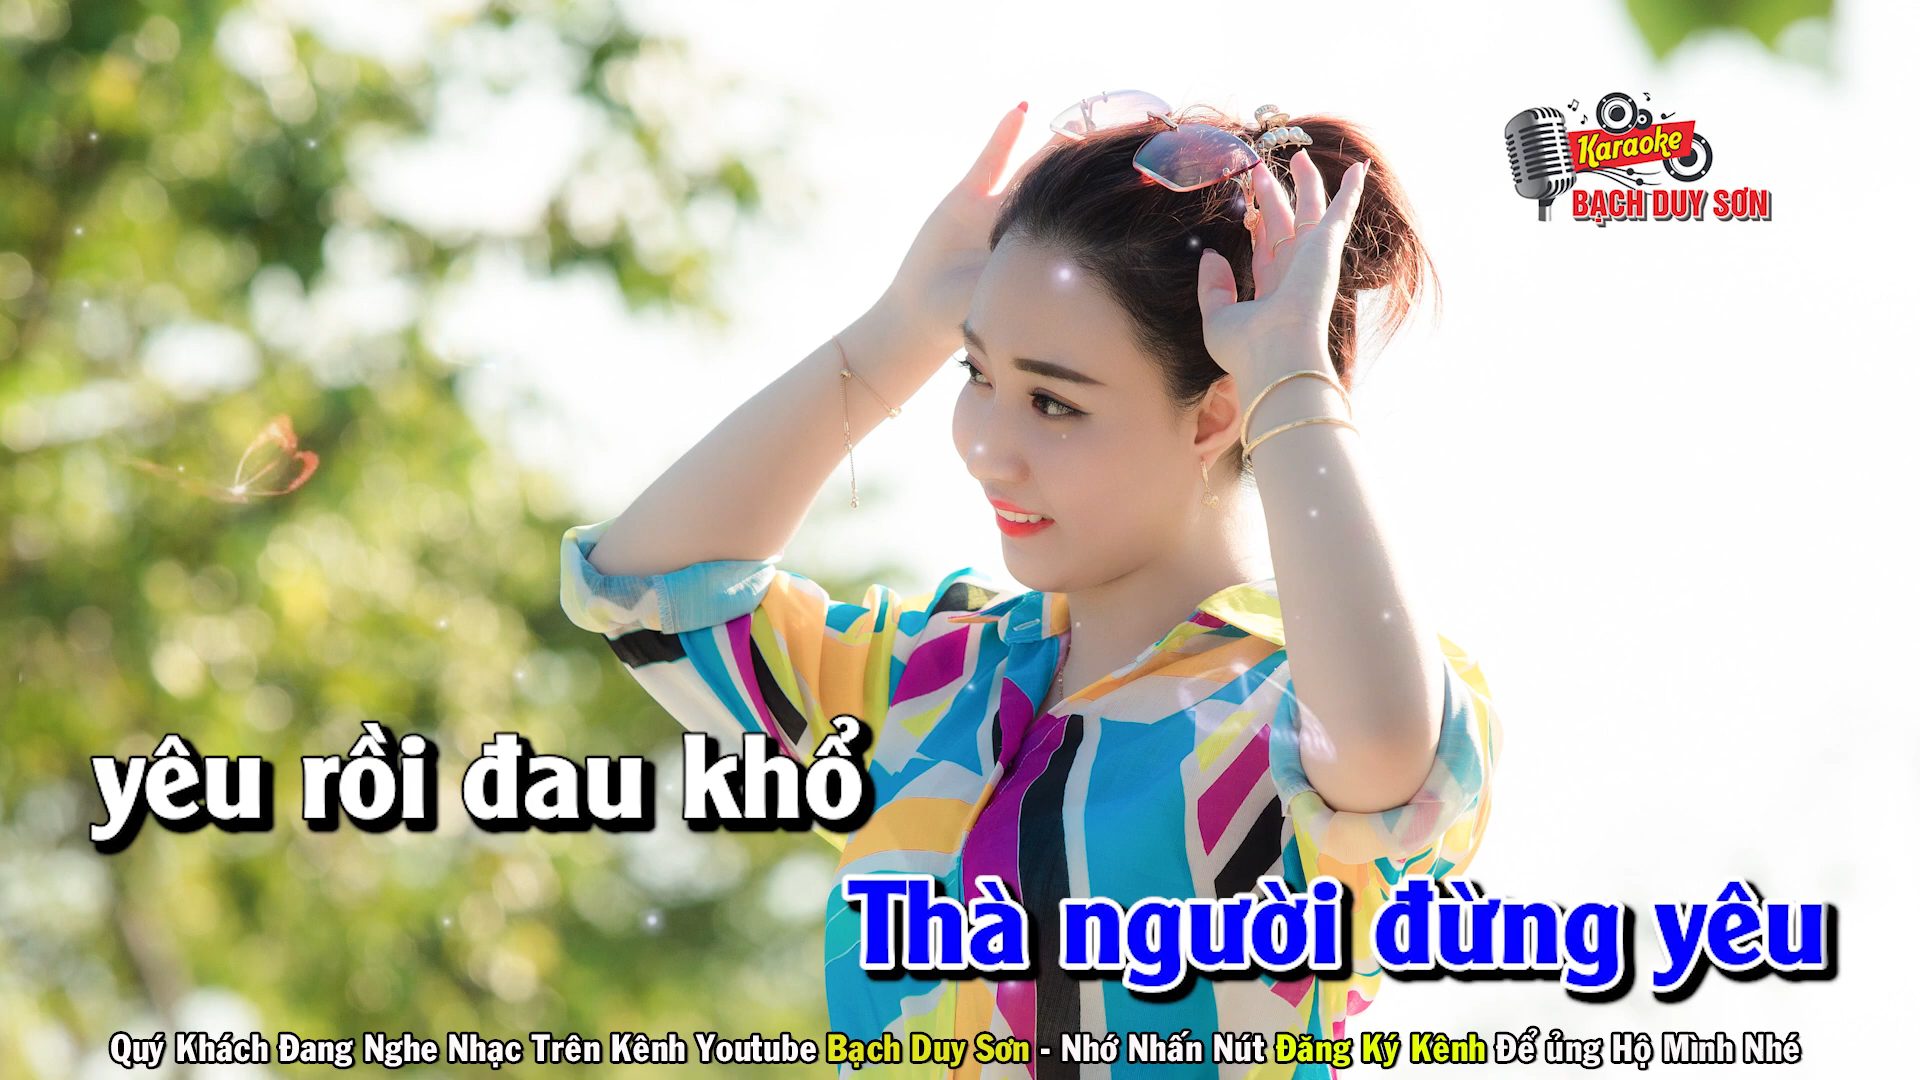 Karaoke
BẠCH DUY SƠN
yêu rồi đau khổ
Thà người đừng yêu
Quý Khách Đang Nghe Nhạc Trên Kênh Youtube Bạch Duy Sơn - Nhớ Nhấn Nút Đăng Ký Kênh Để ủng Hộ Mình Nhé